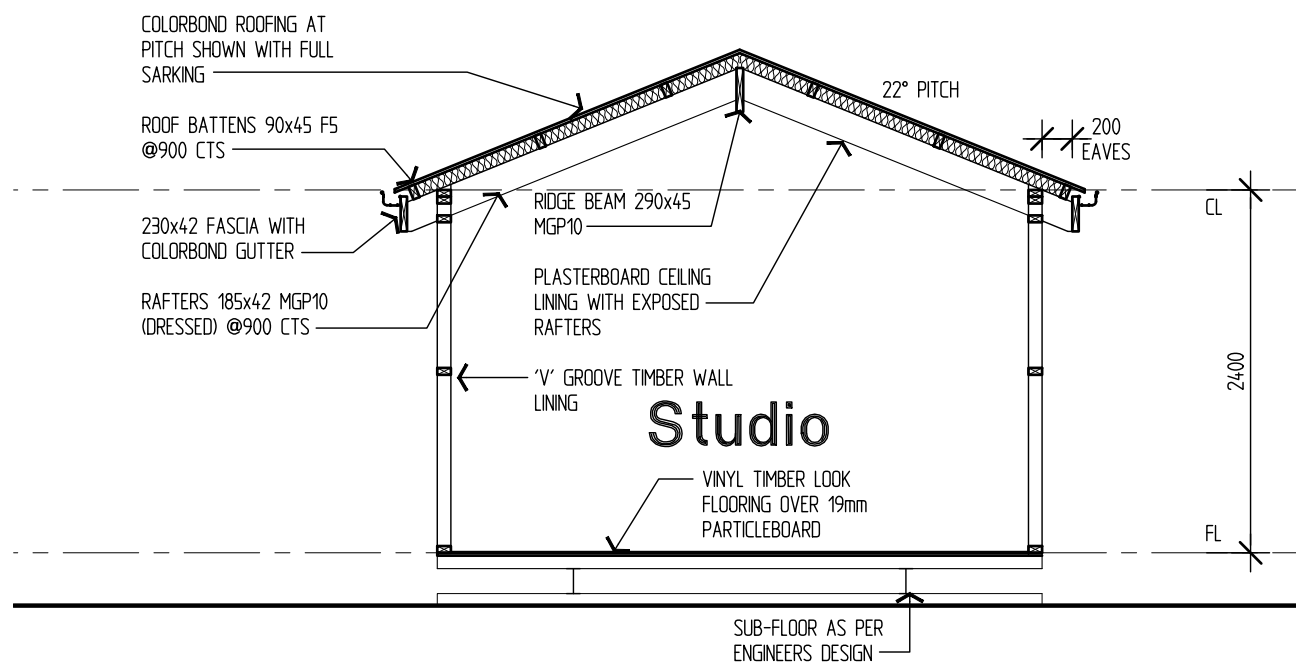 COLORBOND ROOFING AT
PITCH SHOWN WITH FULL
SARKING
ROOF BATTENS 90x45 F5
@900 CTS
230x42 FASCIA WITH
COLORBOND GUTTER
RAFTERS 185x42 MGP10
(DRESSED) @900 CTS
22° PITCH
200
EAVES
RIDGE BEAM 290x45
MGP10
PLASTERBOARD CEILING
LINING WITH EXPOSED
RAFTERS
'V' GROOVE TIMBER WALL
LINING
Studio
VINYL TIMBER LOOK
FLOORING OVER 19mm
PARTICLEBOARD
CL
2400
FL
SUB-FLOOR AS PER
ENGINEERS DESIGN